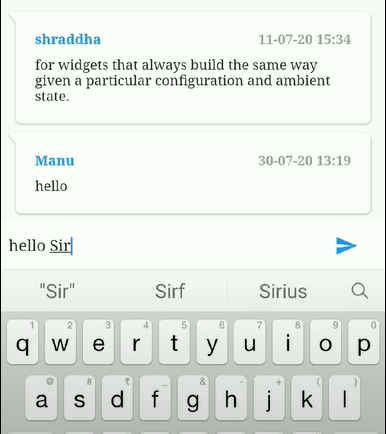 shraddha 11-07-20 15:34
for widgets that always build the same way
given a particular configuration and ambient
state.
Manu 30-07-20 13:19
hello
hello Sir
"Sir" Sirf Sirius
1 2 3 4 5 6 7 8 9 0
q w e r t y u i o p
@ # ₹ _ & - + ( )
a s d f g h j k l